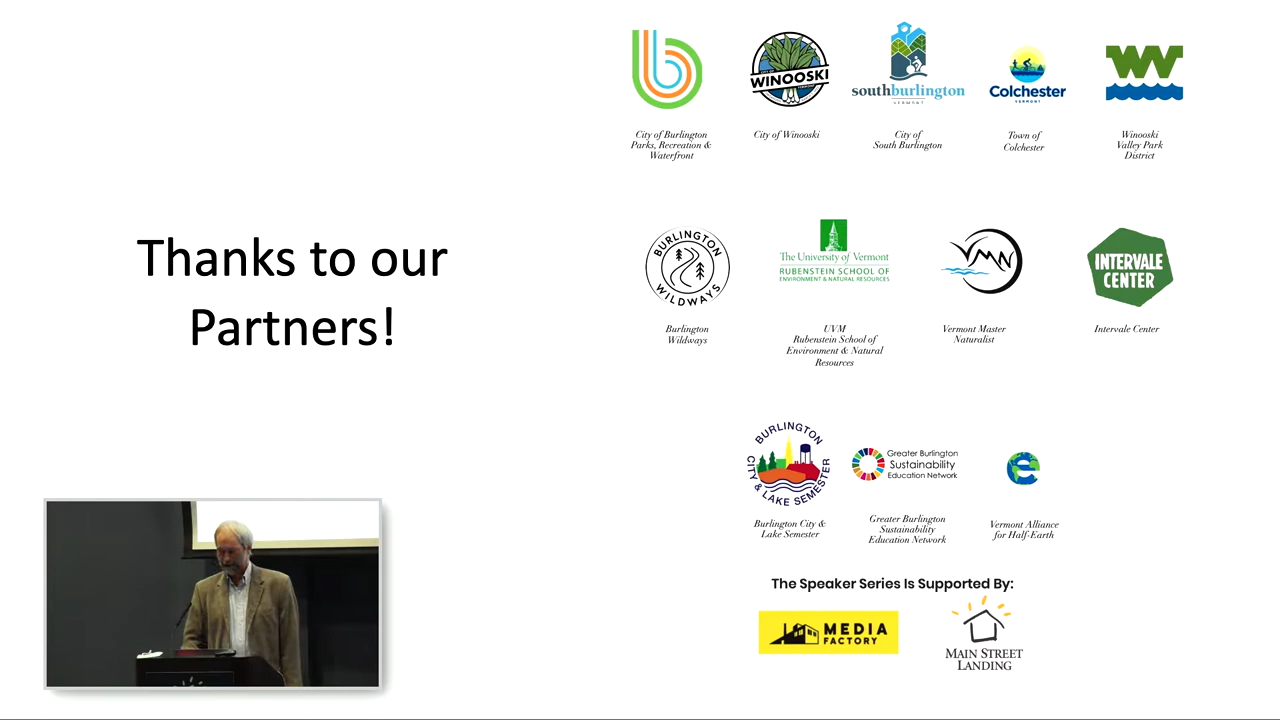 Thanks to our
Partners!
CITY OF
WINOOSKI
southburlington
VERMONT
Colchester
VERMONT
City of Burlington
Parks, Recreation &
Waterfront
City of Winooski
City of
South Burlington
Town of
Colchester
Winooski
Valley Park
District
BURLINGTON
WILDWAYS
The University of Vermont
RUBENSTEIN SCHOOL OF
ENVIRONMENT & NATURAL RESOURCES
VMN
INTERVALE
CENTER
Burlington
Wildways
UVM
Rubenstein School of
Environment & Natural
Resources
Vermont Master
Naturalist
Intervale Center
BURLINGTON
CITY & LAKE SEMESTER
Greater Burlington
Sustainability
Education Network
e
Burlington City &
Lake Semester
Greater Burlington
Sustainability
Education Network
Vermont Alliance
for Half-Earth
The Speaker Series Is Supported By:
MEDIA
FACTORY
MAIN STREET
LANDING